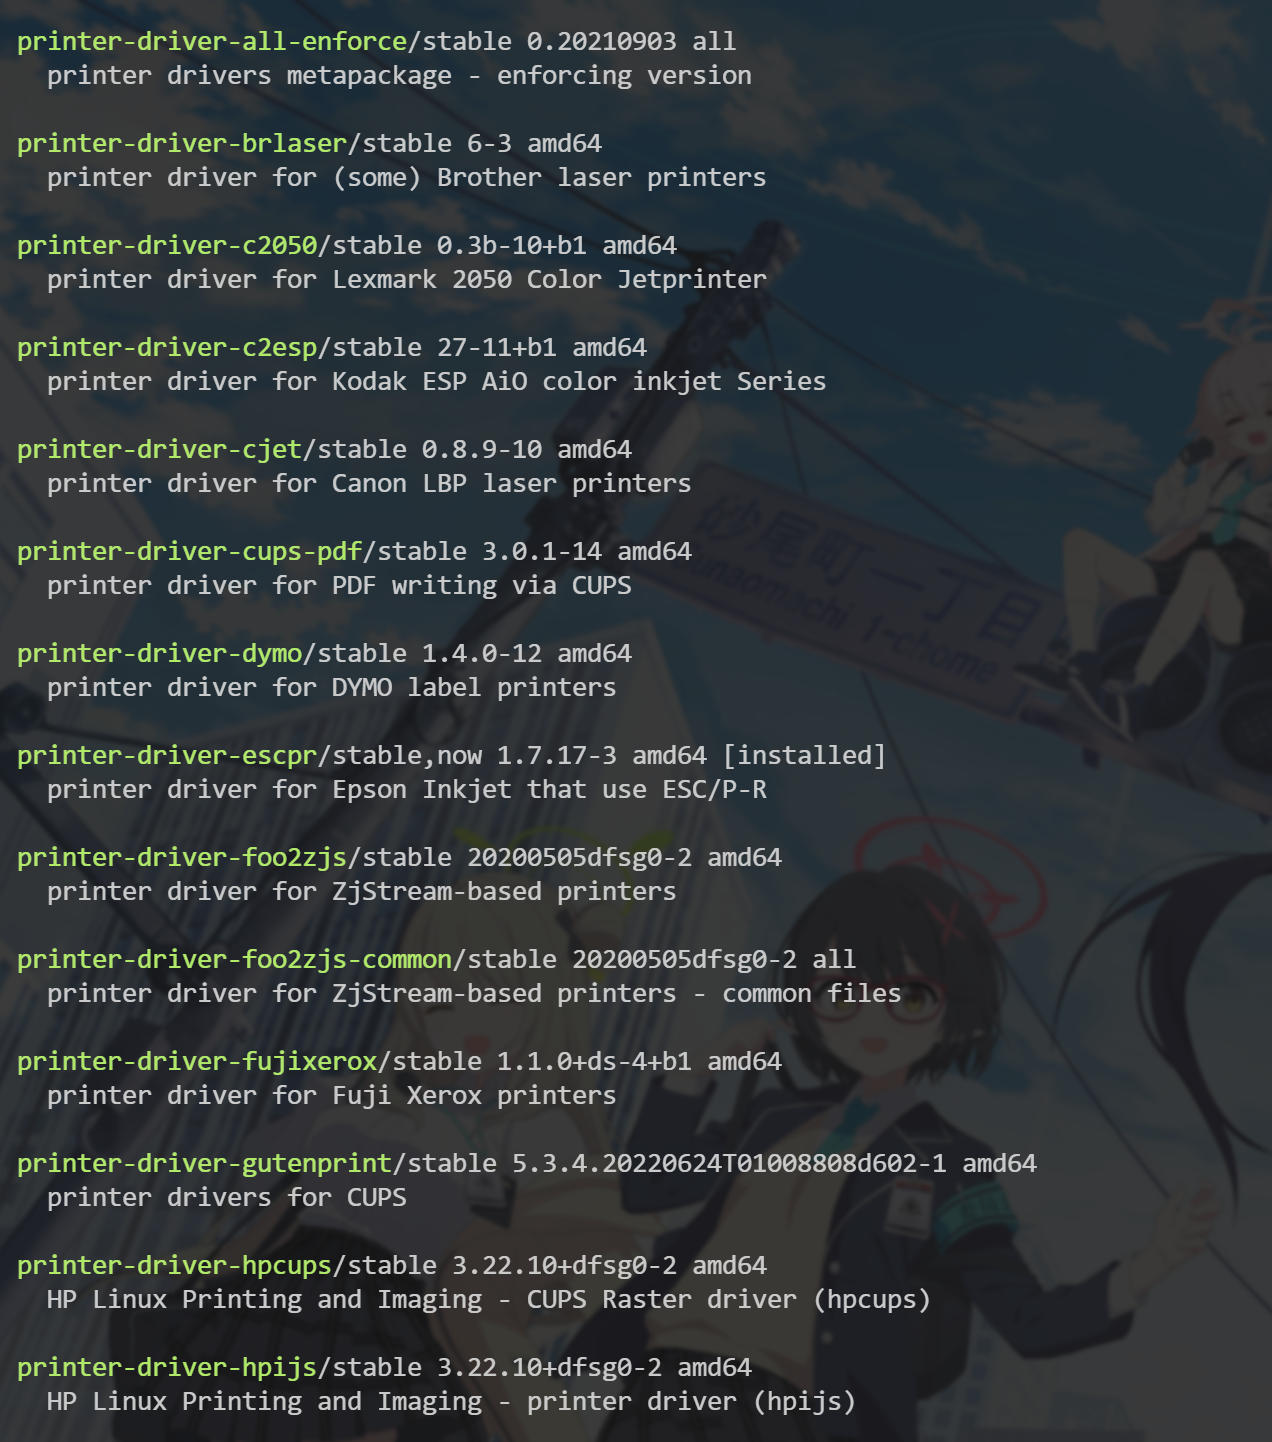 printer-driver-all-enforce/stable 0.20210903 all
  printer drivers metapackage - enforcing version
printer-driver-brlaser/stable 6-3 amd64
  printer driver for (some) Brother laser printers
printer-driver-c2050/stable 0.3b-10+b1 amd64
  printer driver for Lexmark 2050 Color Jetprinter
printer-driver-c2esp/stable 27-11+b1 amd64
  printer driver for Kodak ESP AiO color inkjet Series
printer-driver-cjet/stable 0.8.9-10 amd64
  printer driver for Canon LBP laser printers
printer-driver-cups-pdf/stable 3.0.1-14 amd64
  printer driver for PDF writing via CUPS
printer-driver-dymo/stable 1.4.0-12 amd64
  printer driver for DYMO label printers
printer-driver-escpr/stable,now 1.7.17-3 amd64 [installed]
  printer driver for Epson Inkjet that use ESC/P-R
printer-driver-foo2zjs/stable 20200505dfsg0-2 amd64
  printer driver for ZjStream-based printers
printer-driver-foo2zjs-common/stable 20200505dfsg0-2 all
  printer driver for ZjStream-based printers - common files
printer-driver-fujixerox/stable 1.1.0+ds-4+b1 amd64
  printer driver for Fuji Xerox printers
printer-driver-gutenprint/stable 5.3.4.20220624T01008808d602-1 amd64
  printer drivers for CUPS
printer-driver-hpcups/stable 3.22.10+dfsg0-2 amd64
  HP Linux Printing and Imaging - CUPS Raster driver (hpcups)
printer-driver-hpijs/stable 3.22.10+dfsg0-2 amd64
  HP Linux Printing and Imaging - printer driver (hpijs)
町一丁目
1-chome